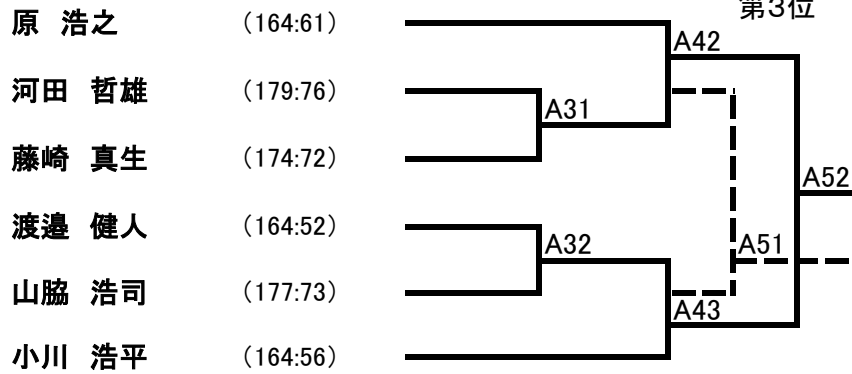 第3位
原 浩之 (164:61)
A42
河田 哲雄 (179:76)
A31
藤崎 真生 (174:72)
A52
渡邉 健人 (164:52)
A32
A51
山脇 浩司 (177:73)
A43
小川 浩平 (164:56)